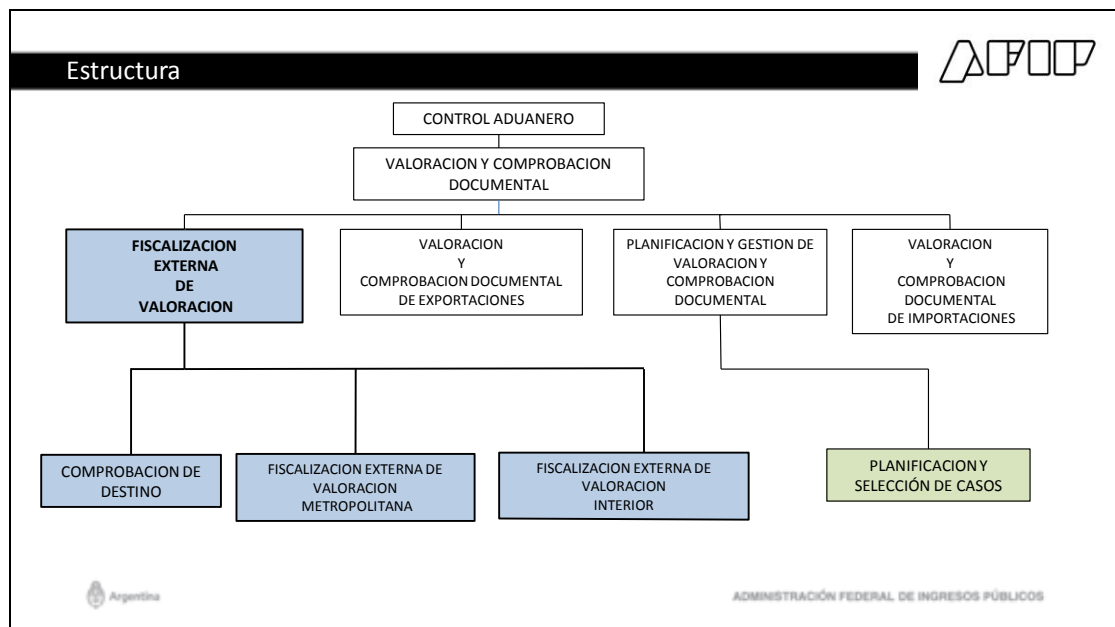 Estructura
AFIP
CONTROL ADUANERO
VALORACION Y COMPROBACION
DOCUMENTAL
FISCALIZACION
EXTERNA
DE
VALORACION
VALORACION
Y
COMPROBACION DOCUMENTAL
DE EXPORTACIONES
PLANIFICACION Y GESTION DE
VALORACION Y
COMPROBACION
DOCUMENTAL
VALORACION
Y
COMPROBACION
DOCUMENTAL
DE IMPORTACIONES
COMPROBACION DE
DESTINO
FISCALIZACION EXTERNA DE
VALORACION
METROPOLITANA
FISCALIZACION EXTERNA DE
VALORACION
INTERIOR
PLANIFICACION Y
SELECCIÓN DE CASOS
Argentina
ADMINISTRACIÓN FEDERAL DE INGRESOS PÚBLICOS